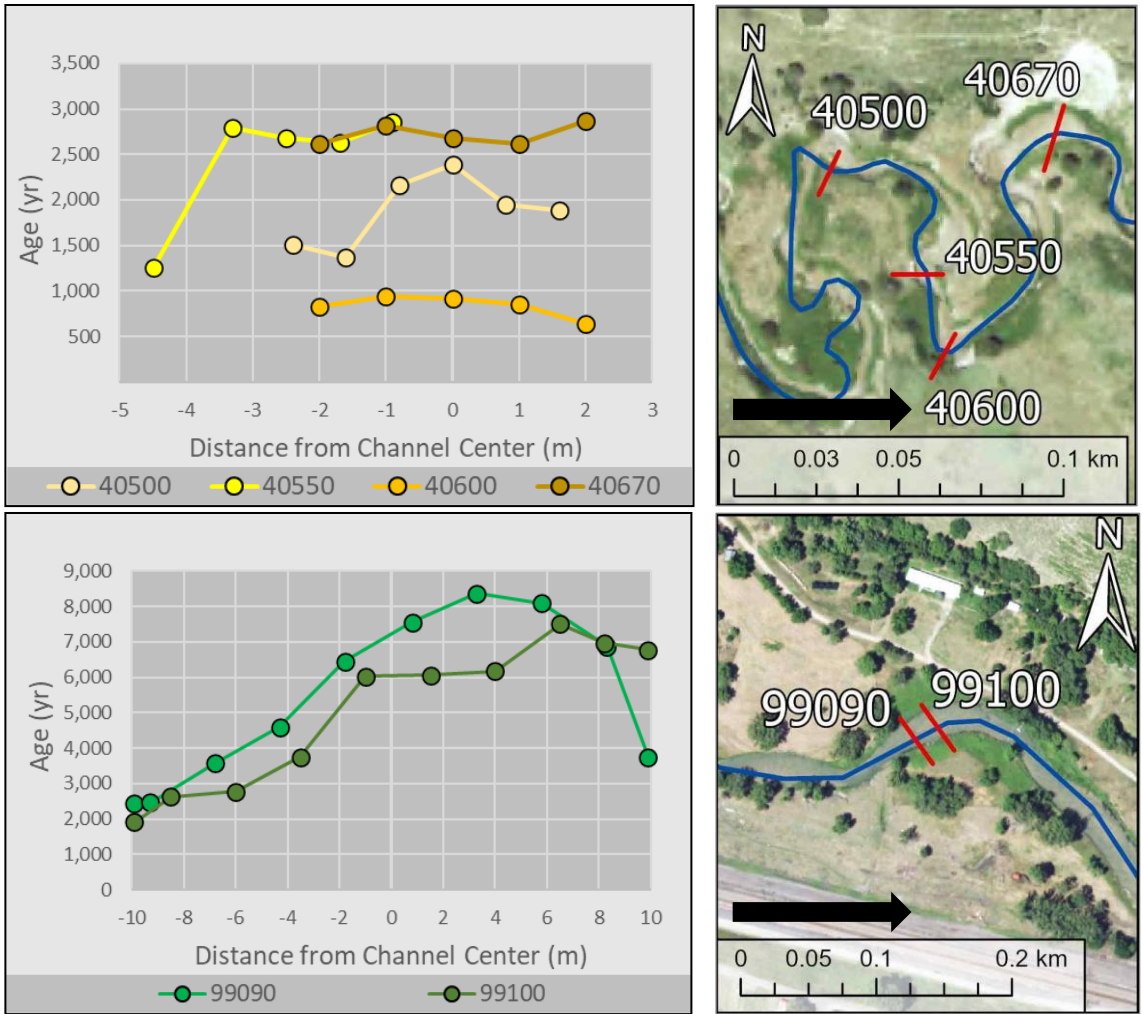 3,500
3,000
2,500
2,000
1,500
1,000
500
Age (yr)
-5 -4 -3 -2 -1 0 1 2 3
Distance from Channel Center (m)
40500 40550 40600 40670
N
40670
40500
40550
40600
0 0.03 0.05 0.1 km
9,000
8,000
7,000
6,000
5,000
4,000
3,000
2,000
1,000
0
Age (yr)
-10 -8 -6 -4 -2 0 2 4 6 8 10
Distance from Channel Center (m)
99090 99100
N
99100
99090
0 0.05 0.1 0.2 km